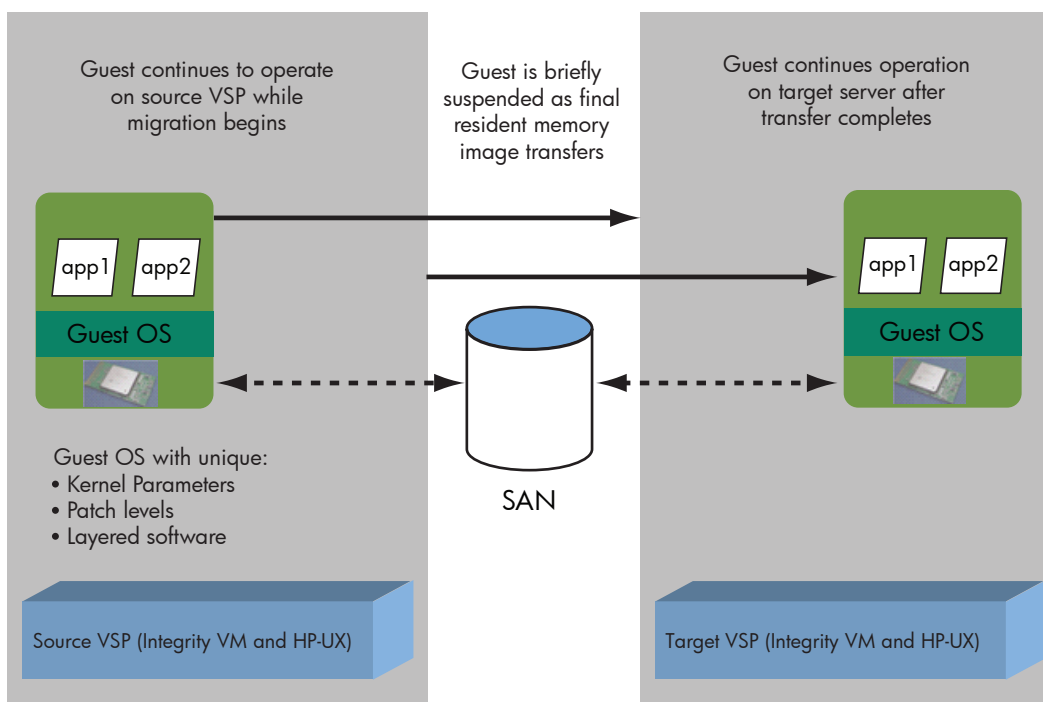 Guest continues to operate
on source VSP while
migration begins
Guest is briefly
suspended as final
resident memory
image transfers
Guest continues operation
on target server after
transfer completes
app1
app2
Guest OS
app1
app2
Guest OS
SAN
Guest OS with unique:
• Kernel Parameters
• Patch levels
• Layered software
Source VSP (Integrity VM and HP-UX)
Target VSP (Integrity VM and HP-UX)